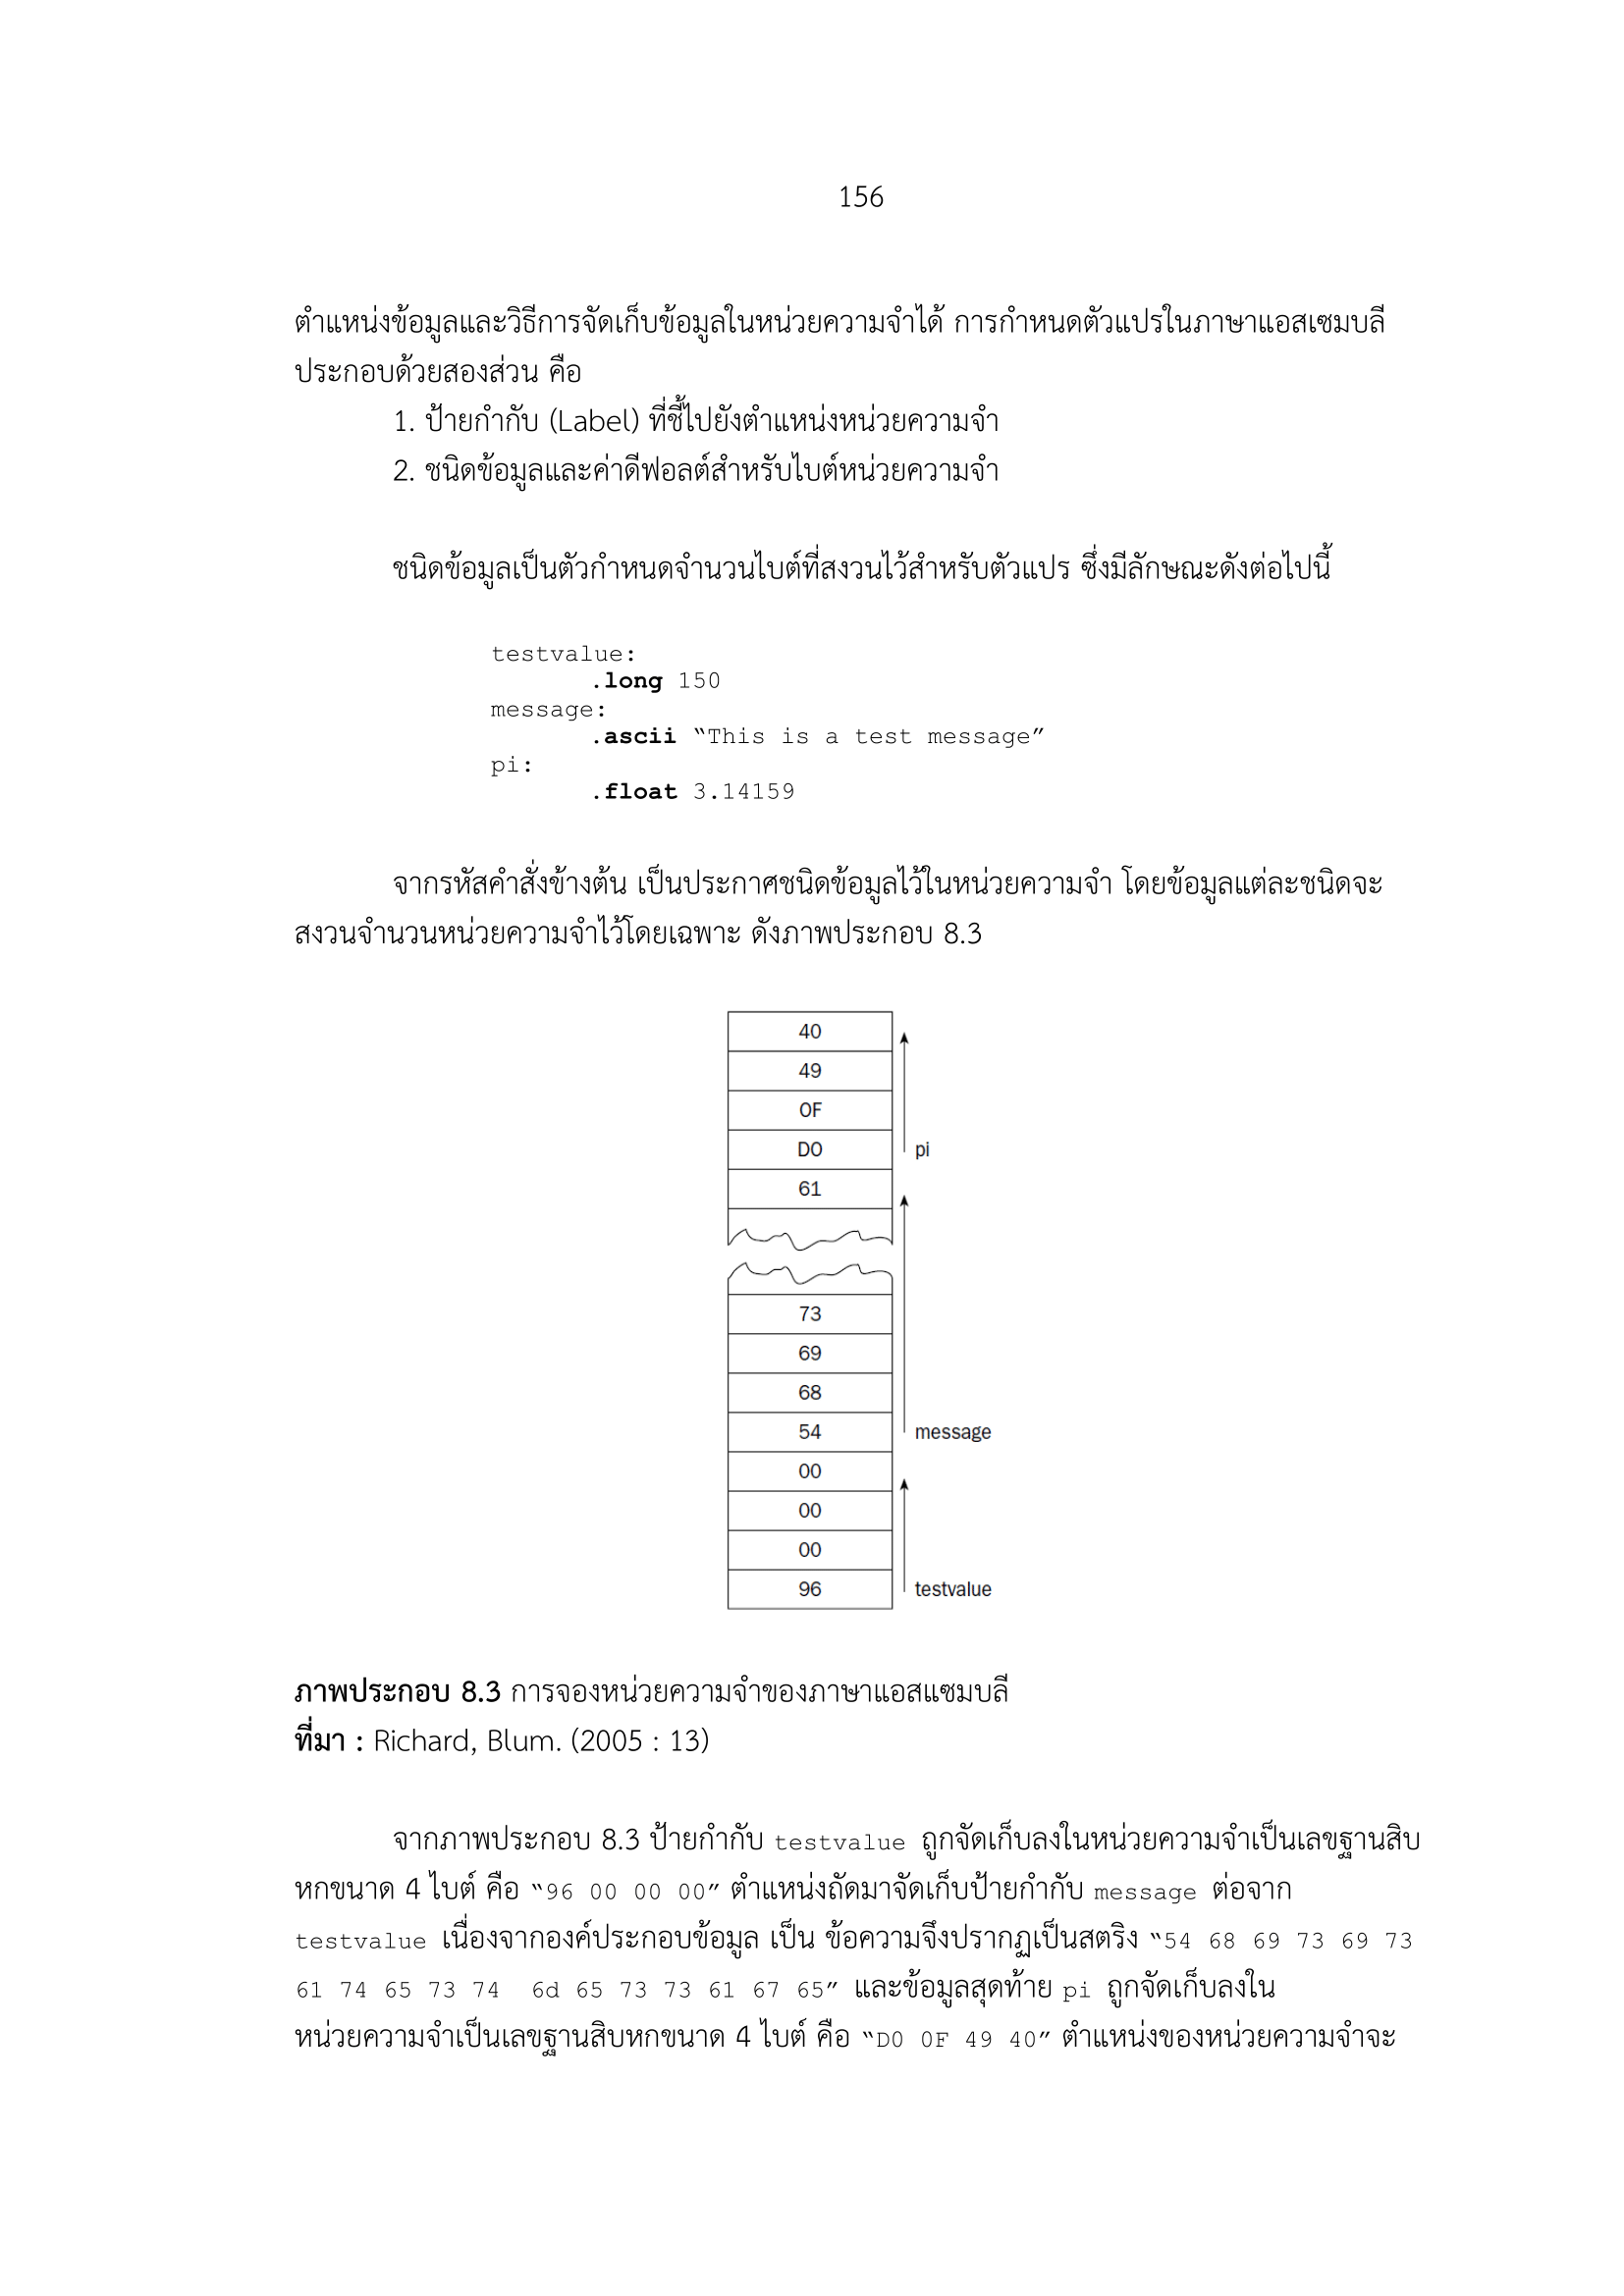 156
ตำแหน่งข้อมูลและวิธีการจัดเก็บข้อมูลในหน่วยความจำได้ การกำหนดตัวแปรในภาษาแอสเซมบลี
ประกอบด้วยสองส่วน คือ
1. ป้ายกำกับ (Label) ที่ชี้ไปยังตำแหน่งหน่วยความจำ
2. ชนิดข้อมูลและค่าดีฟอลต์สำหรับไบต์หน่วยความจำ
ชนิดข้อมูลเป็นตัวกำหนดจำนวนไบต์ที่สงวนไว้สำหรับตัวแปร ซึ่งมีลักษณะดังต่อไปนี้
testvalue:
.long 150
message:
.ascii “This is a test message”
pi:
.float 3.14159
จากรหัสคำสั่งข้างต้น เป็นประกาศชนิดข้อมูลไว้ในหน่วยความจำ โดยข้อมูลแต่ละชนิดจะ
สงวนจำนวนหน่วยความจำไว้โดยเฉพาะ ดังภาพประกอบ 8.3
40
49
0F
D0 pi
61
73
69
68
54 message
00
00
00
96 testvalue
ภาพประกอบ 8.3 การจองหน่วยความจำของภาษาแอสแซมบลี
ที่มา : Richard, Blum. (2005 : 13)
จากภาพประกอบ 8.3 ป้ายกำกับ testvalue ถูกจัดเก็บลงในหน่วยความจำเป็นเลขฐานสิบ
หกขนาด 4 ไบต์ คือ “96 00 00 00” ตำแหน่งถัดมาจัดเก็บป้ายกำกับ message ต่อจาก
testvalue เนื่องจากองค์ประกอบข้อมูล เป็น ข้อความจึงปรากฏเป็นสตริง “54 68 69 73 69 73
61 74 65 73 74 6d 65 73 73 61 67 65” และข้อมูลสุดท้าย pi ถูกจัดเก็บลงใน
หน่วยความจำเป็นเลขฐานสิบหกขนาด 4 ไบต์ คือ “D0 0F 49 40” ตำแหน่งของหน่วยความจำจะ